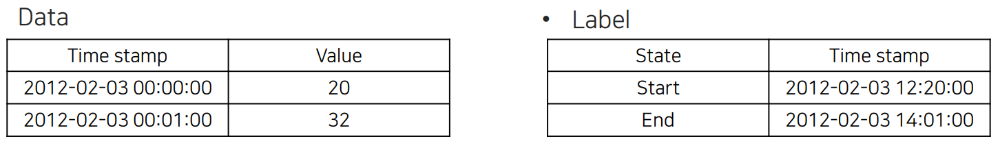 Data
Time stamp Value
2012-02-03 00:00:00 20
2012-02-03 00:01:00 32
• Label
State Time stamp
Start 2012-02-03 12:20:00
End 2012-02-03 14:01:00